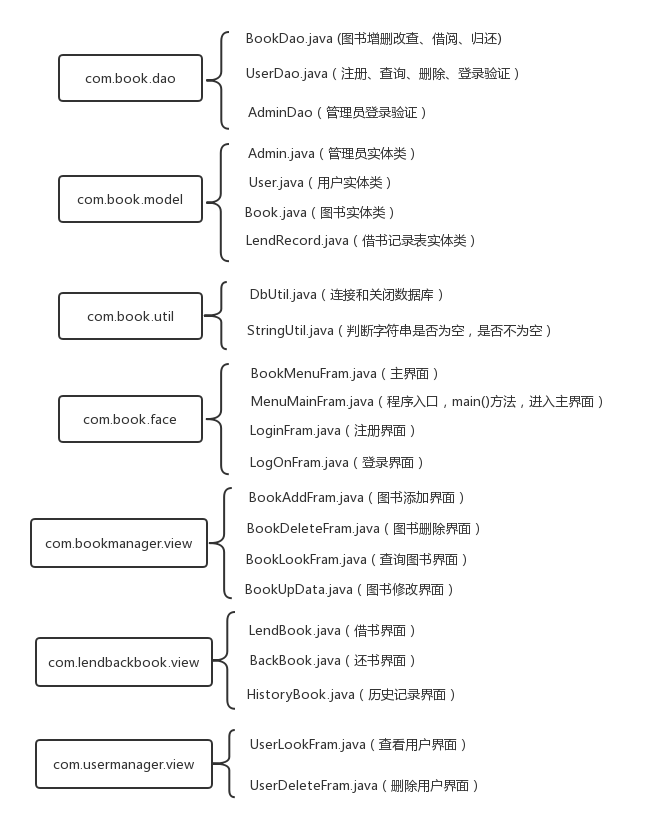 com.book.dao
BookDao.java (图书增删改查、借阅、归还)
UserDao.java（注册、查询、删除、登录验证）
AdminDao（管理员登录验证）
com.book.model
Admin.java（管理员实体类）
User.java（用户实体类）
Book.java（图书实体类）
LendRecord.java（借书记录表实体类）
com.book.util
DbUtil.java（连接和关闭数据库）
StringUtil.java（判断字符串是否为空，是否不为空）
com.book.face
BookMenuFram.java（主界面）
MenuMainFram.java（程序入口，main()方法，进入主界面）
LoginFram.java（注册界面）
LogOnFram.java（登录界面）
com.bookmanager.view
BookAddFram.java（图书添加界面）
BookDeleteFram.java（图书删除界面）
BookLookFram.java（查询图书界面）
BookUpData.java（图书修改界面）
com.lendbackbook.view
LendBook.java（借书界面）
BackBook.java（还书界面）
HistoryBook.java（历史记录界面）
com.usermanager.view
UserLookFram.java（查看用户界面）
UserDeleteFram.java（删除用户界面）